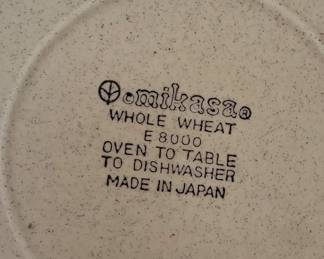 mikasa®
WHOLE WHEAT
E 8000
OVEN TO TABLE
TO DISHWASHER
MADE IN JAPAN